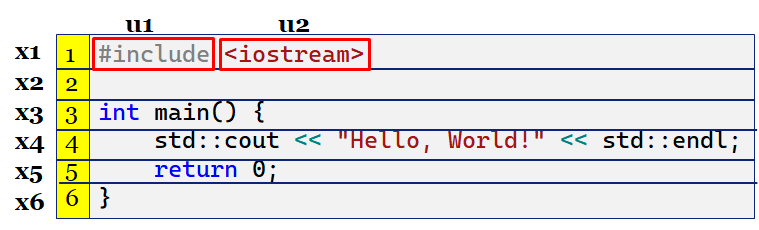 u1 u2
x1 1 #include <iostream>
x2 2
x3 3 int main() {
x4 4     std::cout << "Hello, World!" << std::endl;
x5 5     return 0;
x6 6 }